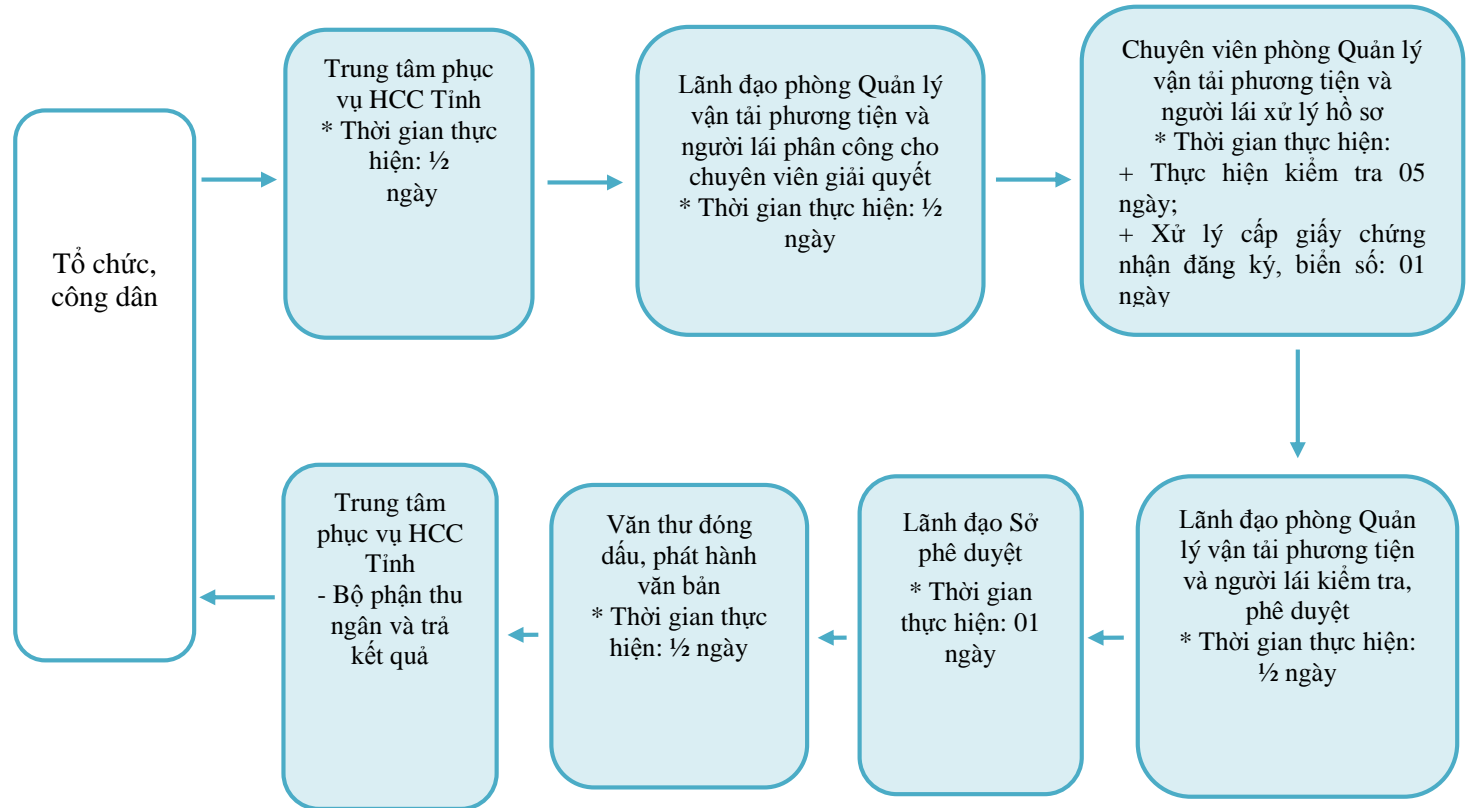 Tổ chức,
công dân
Trung tâm phục
vụ HCC Tỉnh
* Thời gian thực
hiện: ½
ngày
Lãnh đạo phòng Quản lý
vận tải phương tiện và
người lái phân công cho
chuyên viên giải quyết
* Thời gian thực hiện: ½
ngày
Chuyên viên phòng Quản lý
vận tải phương tiện và
người lái xử lý hồ sơ
* Thời gian thực hiện:
+ Thực hiện kiểm tra 05
ngày;
+ Xử lý cấp giấy chứng
nhận đăng ký, biển số: 01
ngày
Lãnh đạo phòng Quản
lý vận tải phương tiện
và người lái kiểm tra,
phê duyệt
* Thời gian thực hiện:
½ ngày
Lãnh đạo Sở
phê duyệt
* Thời gian
thực hiện: 01
ngày
Văn thư đóng
dấu, phát hành
văn bản
* Thời gian thực
hiện: ½ ngày
Trung tâm
phục vụ HCC
Tỉnh
- Bộ phận thu
ngân và trả
kết quả